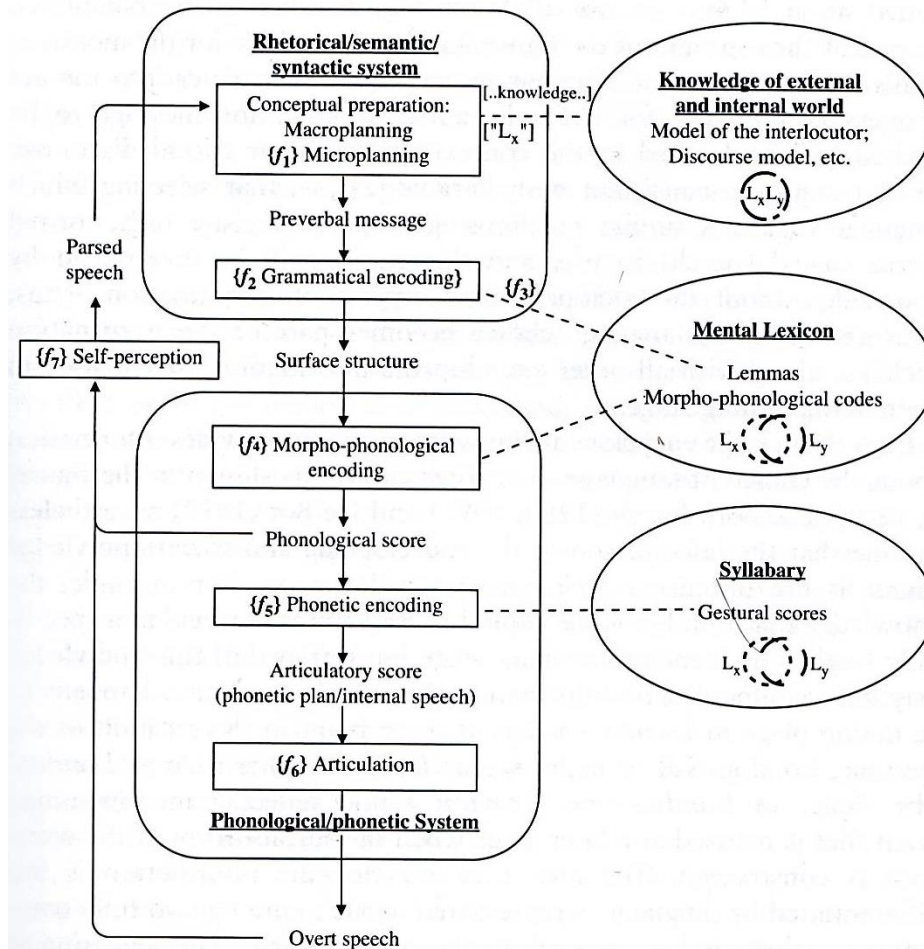 Rhetorical/semantic/
syntactic system
Conceptual preparation:
Macroplanning
{f1} Microplanning
Preverbal message
{f2 Grammatical encoding}
{f3}
[..knowledge..]
["Lx"]
Knowledge of external
and internal world
Model of the interlocutor;
Discourse model, etc.
LxLy
Parsed
speech
{f7} Self-perception
Surface structure
Mental Lexicon
Lemmas
Morpho-phonological codes
Lx Ly
{f4} Morpho-phonological
encoding
Phonological score
{f5} Phonetic encoding
Syllabary
Gestural scores
Lx Ly
Articulatory score
(phonetic plan/internal speech)
{f6} Articulation
Phonological/phonetic System
Overt speech